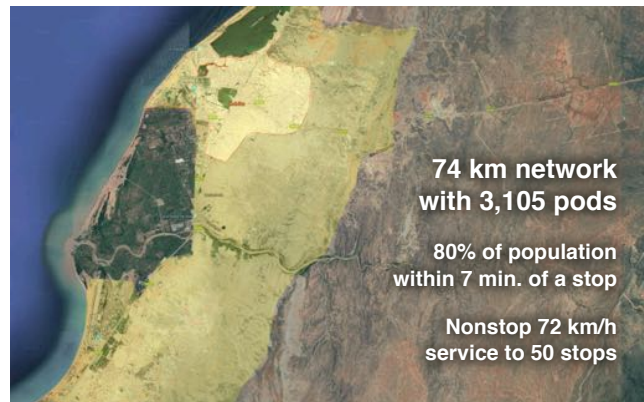 74 km network
with 3,105 pods
80% of population
within 7 min. of a stop
Nonstop 72 km/h
service to 50 stops